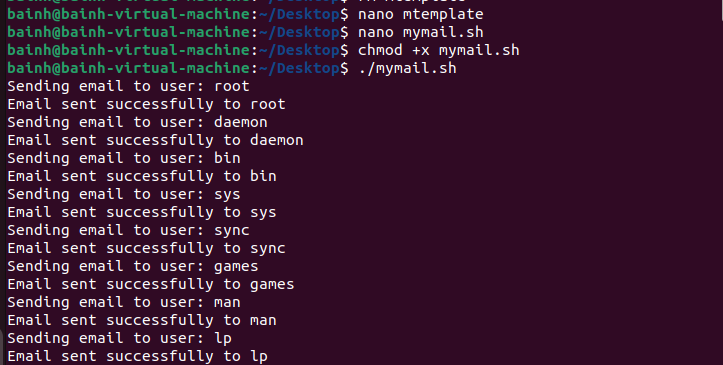 bainh@bainh-virtual-machine:~/Desktop$ nano mtemplate
bainh@bainh-virtual-machine:~/Desktop$ nano mymail.sh
bainh@bainh-virtual-machine:~/Desktop$ chmod +x mymail.sh
bainh@bainh-virtual-machine:~/Desktop$ ./mymail.sh
Sending email to user: root
Email sent successfully to root
Sending email to user: daemon
Email sent successfully to daemon
Sending email to user: bin
Email sent successfully to bin
Sending email to user: sys
Email sent successfully to sys
Sending email to user: sync
Email sent successfully to sync
Sending email to user: games
Email sent successfully to games
Sending email to user: man
Email sent successfully to man
Sending email to user: lp
Email sent successfully to lp